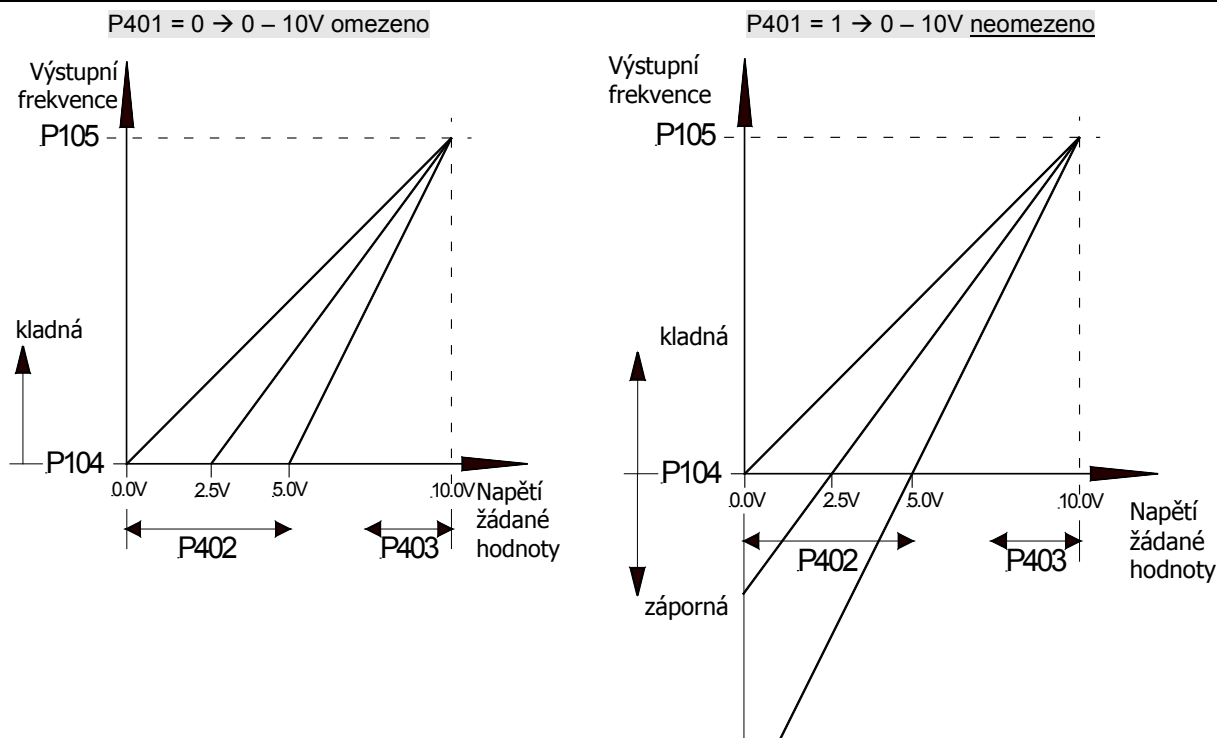 P401 = 0 → 0 – 10V omezeno
Výstupní
frekvence
P105
kladná
P104
0.0V
2.5V
5.0V
10.0V
Napětí
žádané
hodnoty
P402
P403
P401 = 1 → 0 – 10V neomezeno
Výstupní
frekvence
P105
kladná
P104
0.0V
2.5V
5.0V
10.0V
Napětí
žádané
hodnoty
P402
P403
záporná